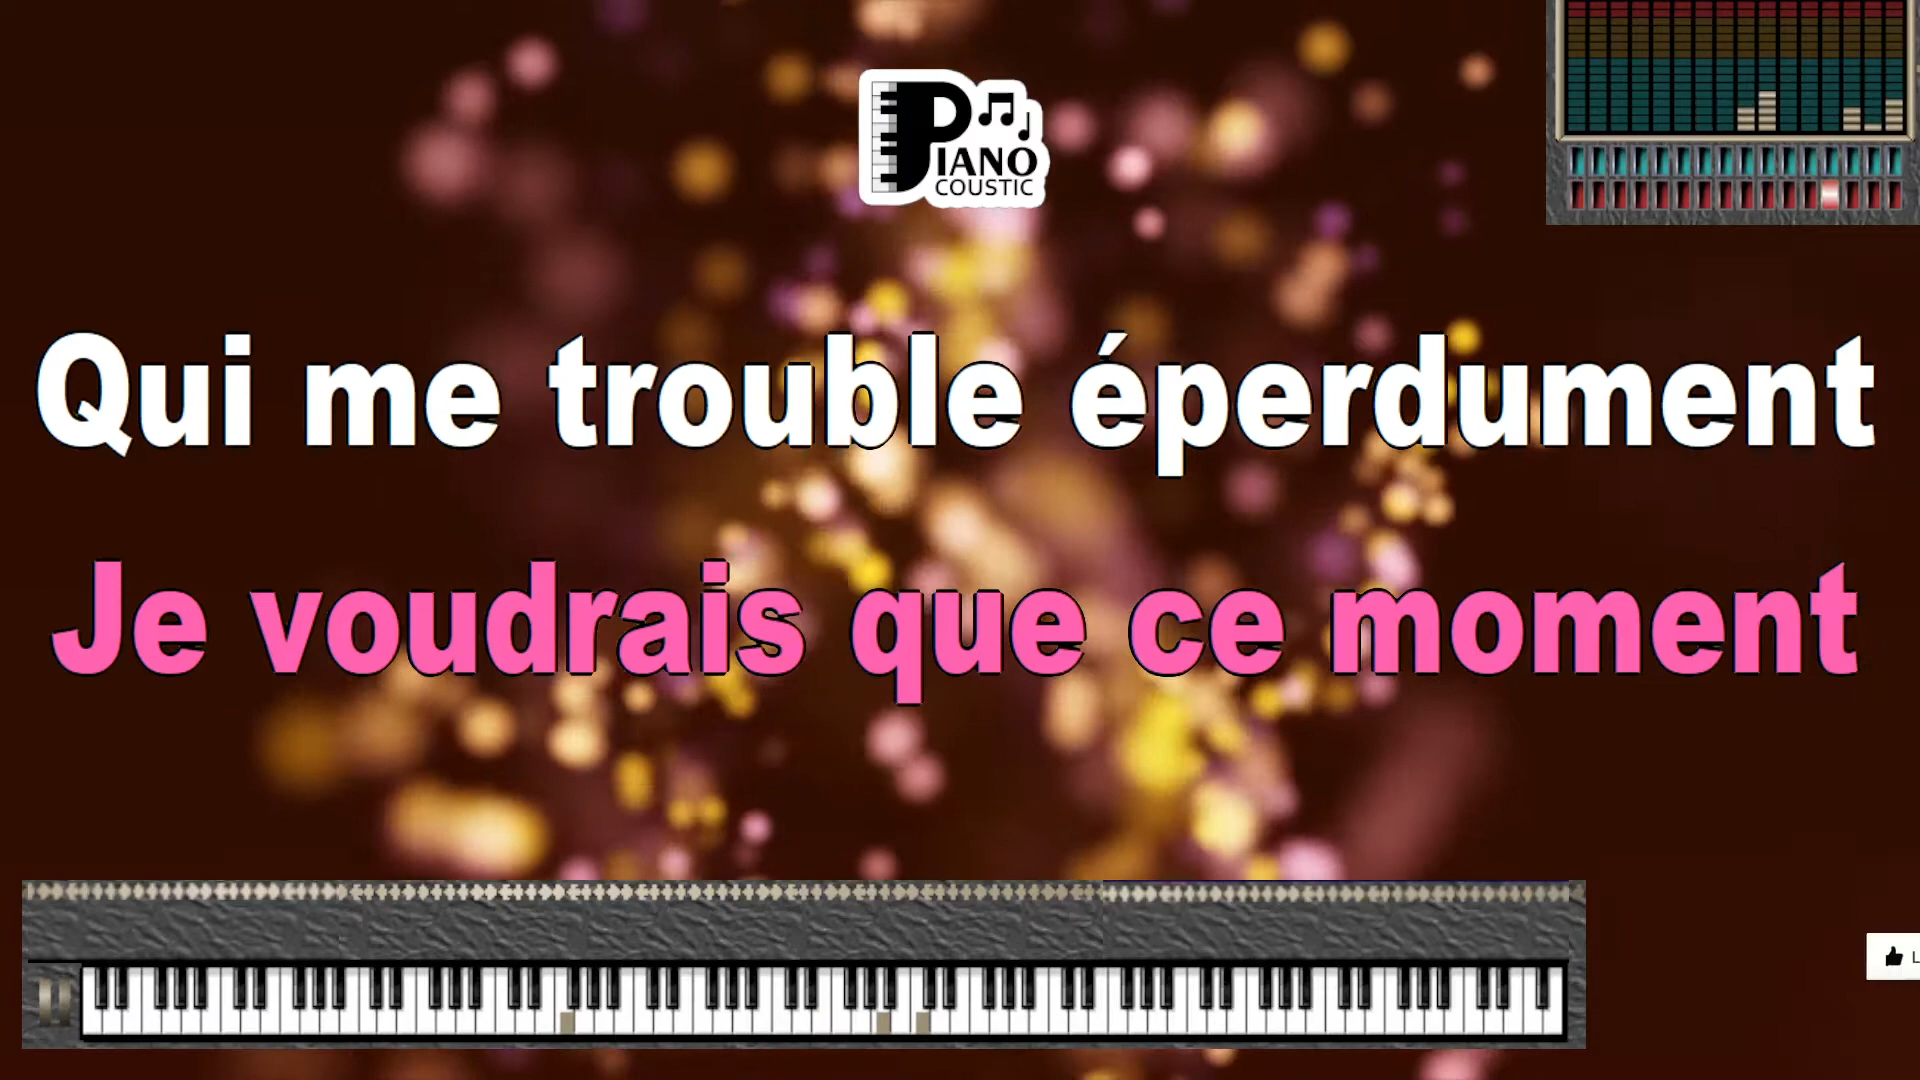 PIANO
COUSTIC
Qui me trouble éperdument
Je voudrais que ce moment
L